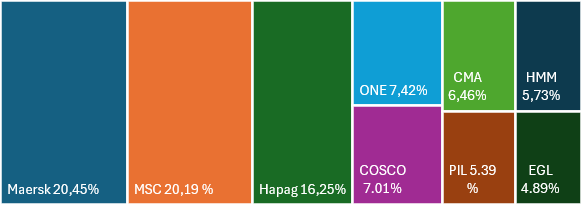 Maersk 20,45%
MSC 20,19 %
Hapag 16,25%
ONE 7,42%
COSCO
7.01%
CMA
6,46%
PIL 5.39
%
HMM
5,73%
EGL
4.89%